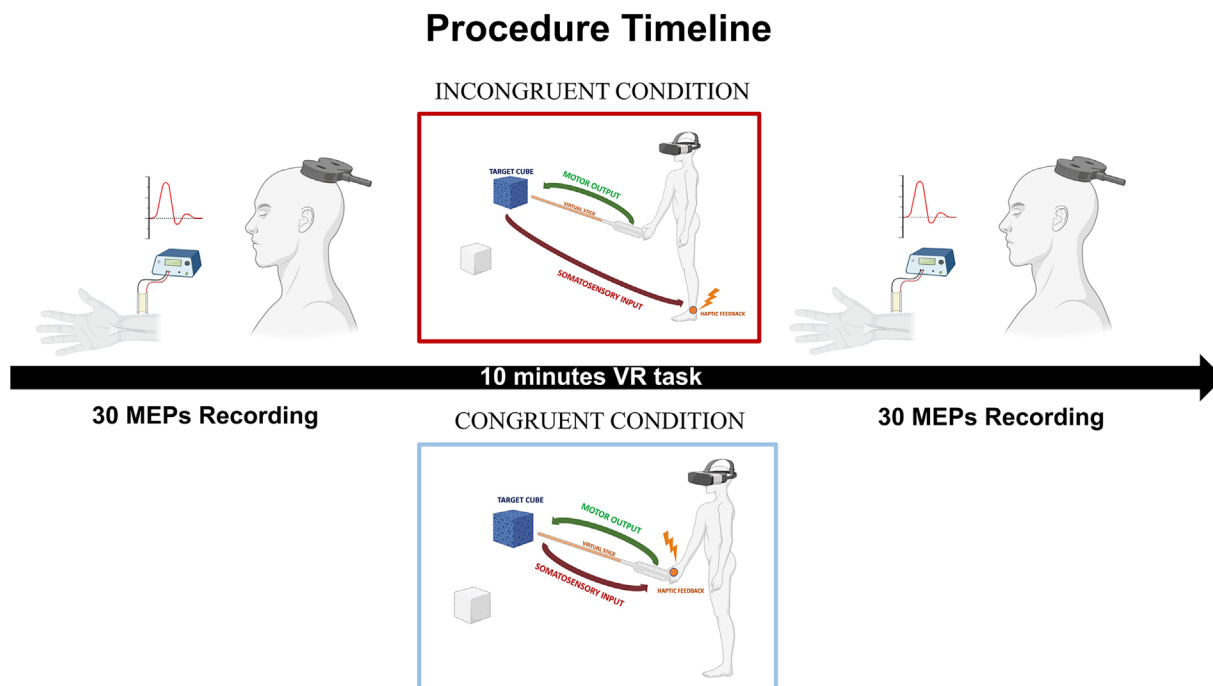 Procedure Timeline
INCONGRUENT CONDITION
TARGET CUBE
MOTOR OUTPUT
VIRTUAL STICK
SOMATOSENSORY INPUT
HAPTIC FEEDBACK
10 minutes VR task
30 MEPs Recording
30 MEPs Recording
CONGRUENT CONDITION
TARGET CUBE
MOTOR OUTPUT
VIRTUAL STICK
SOMATOSENSORY INPUT
HAPTIC FEEDBACK